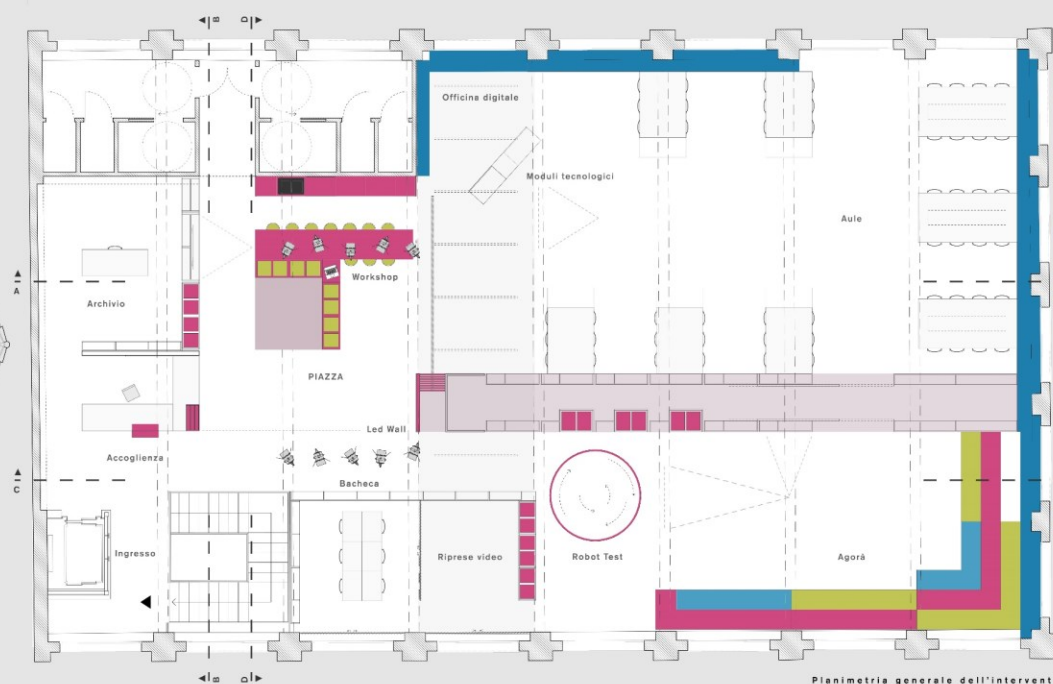 B D
Officina digitale
Moduli tecnologici
Aule
Workshop
A
Archivio
PIAZZA
Led Wall
Accoglienza
C
Bacheca
Ingresso
Riprese video
Robot Test
Agorà
B D
Planimetria generale dell'intervent